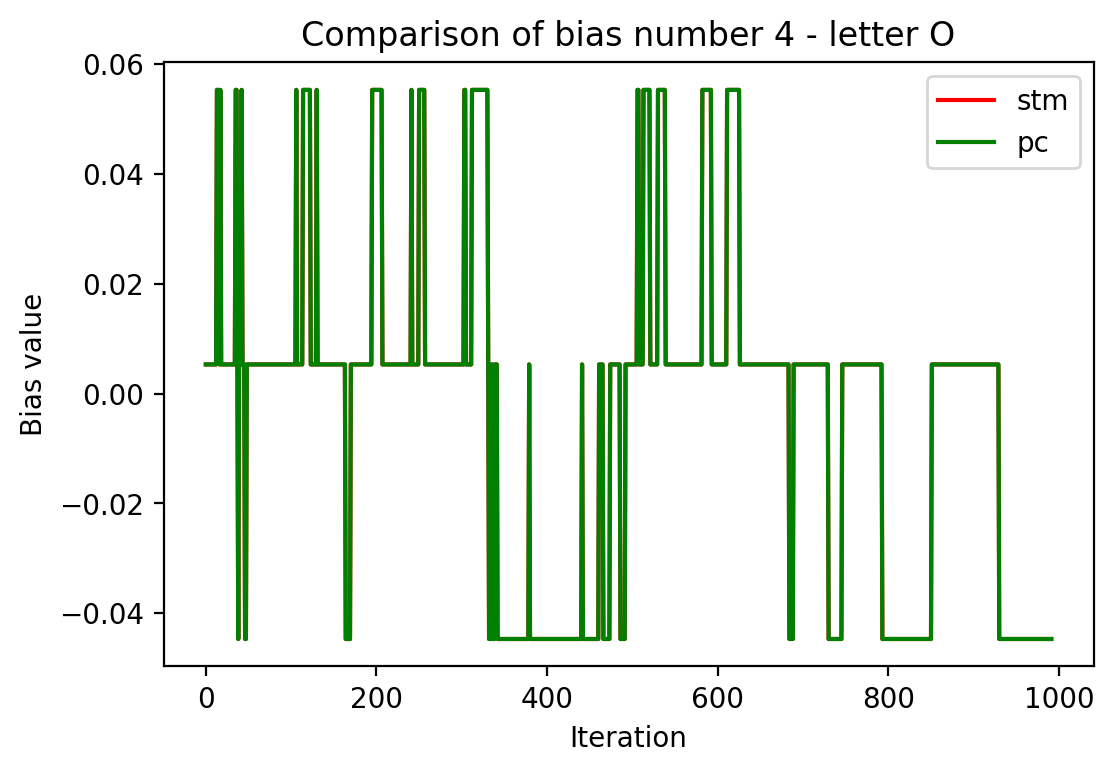 Comparison of bias number 4 - letter O
0.06
0.04
0.02
0.00
−0.02
−0.04
Bias value
stm
pc
0 200 400 600 800 1000
Iteration